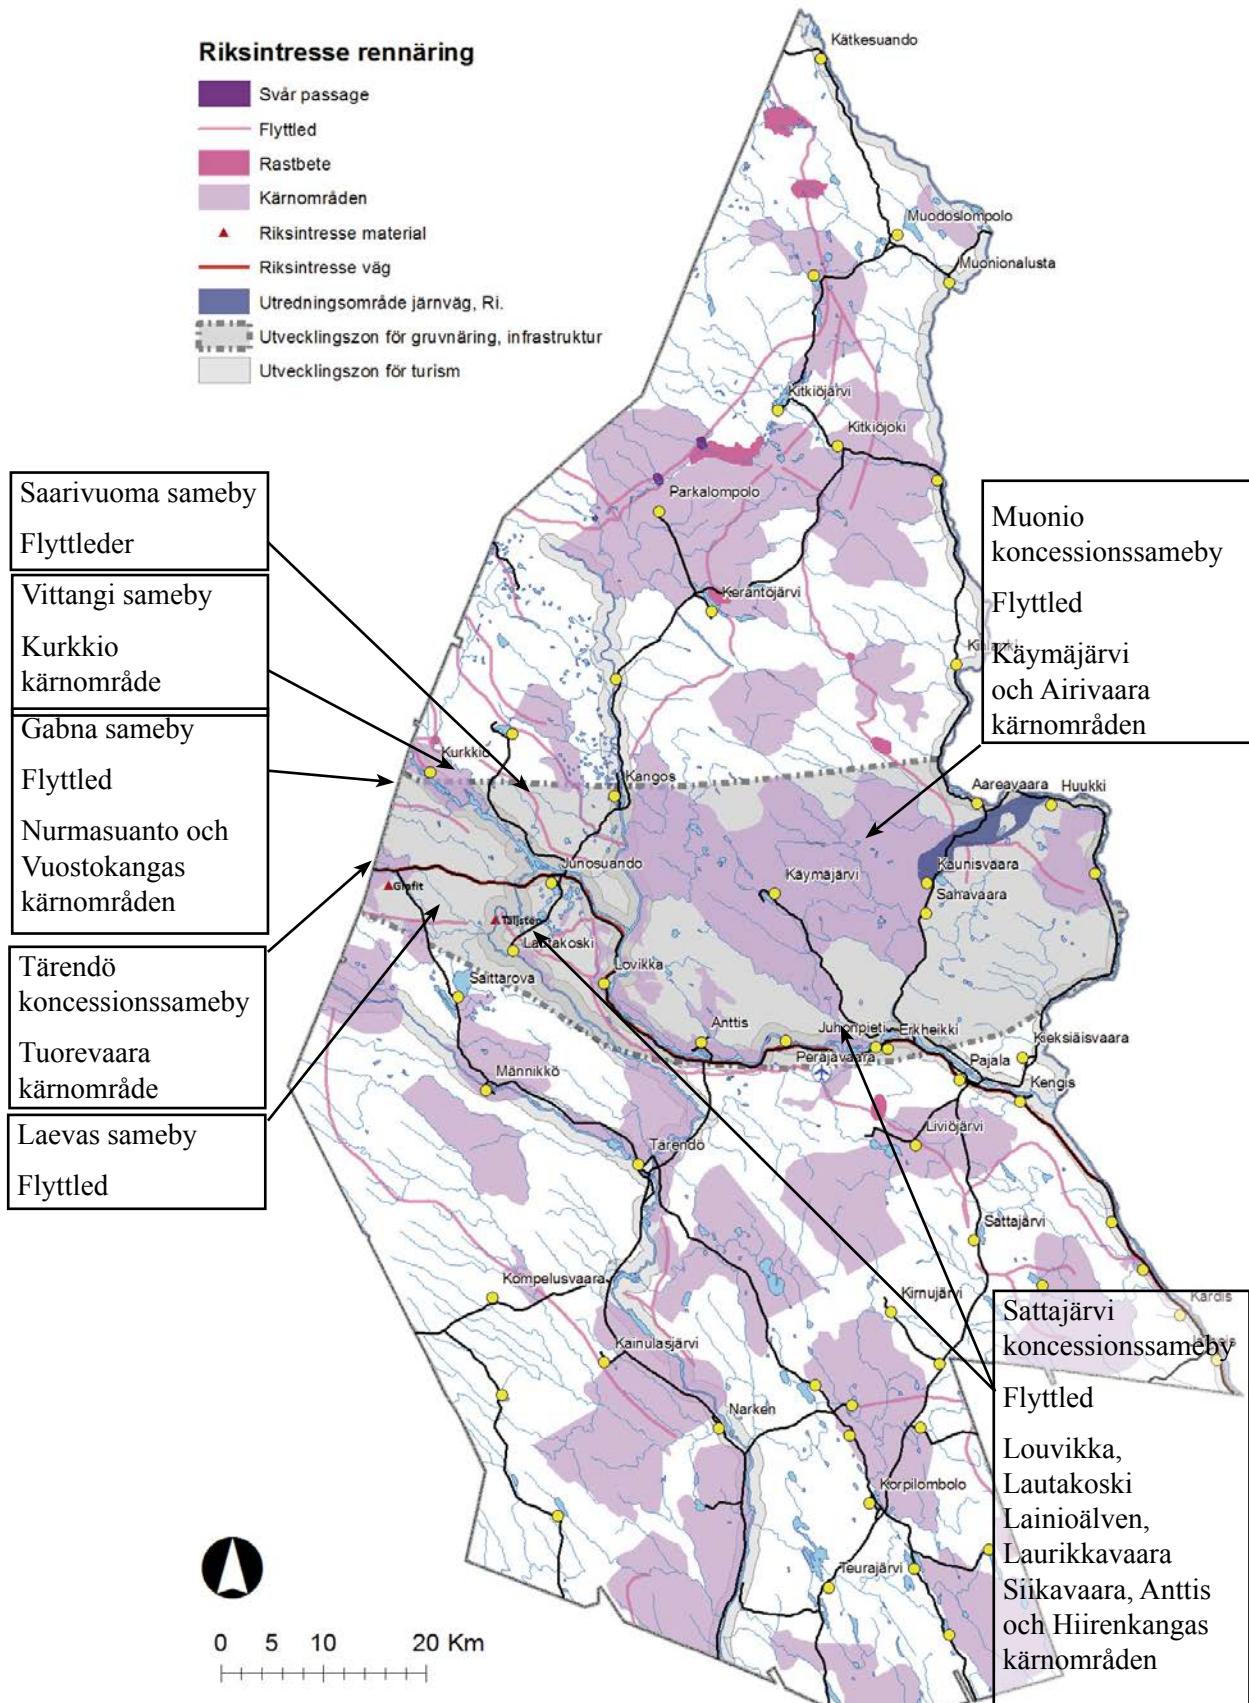 Riksintresse rennäring
Svår passage
Flyttled
Rastbete
Kärnområden
Riksintresse material
Riksintresse väg
Utredningsområde järnväg, Ri.
Utvecklingszon för gruvnäring, infrastruktur
Utvecklingszon för turism
Kätkesuando
Muodoslompolo
Muonionalusta
Kitkiöjärvi
Kitkiöjoki
Parkalompolo
Kerantöjärvi
Saarivuoma sameby
Flyttleder
Vittangi sameby
Kurkkio
kärnområde
Gabna sameby
Flyttled
Nurmasuanto och
Vuostokangas
kärnområden
Tärendö
koncessionssameby
Tuorevaara
kärnområde
Laevas sameby
Flyttled
Muonio
koncessionssameby
Flyttled
Käymäjärvi
och Airivaara
kärnområden
Kurkkio
Kangos
Aareavaara
Huukki
Junosuando
Käymäjärvi
Kaunisvaara
Sahavaara
Grafit
Täljsten
Lautakoski
Saittarova
Lovikka
Anttis
Juhonpieti
Erkheikki
Peräjävaara
Kieksiäisvaara
Pajala
Kengis
Männikkö
Liviöjärvi
Tärendö
Sattajärvi
Kompelusvaara
Kirnujärvi
Kardis
Kainulasjärvi
Narken
Korpilombolo
Teurajärvi
Sattajärvi
koncessionssameby
Flyttled
Louvikka,
Lautakoski
Lainioälven,
Laurikkavaara
Siikavaara, Anttis
och Hiirenkangas
kärnområden
0 5 10 20 Km